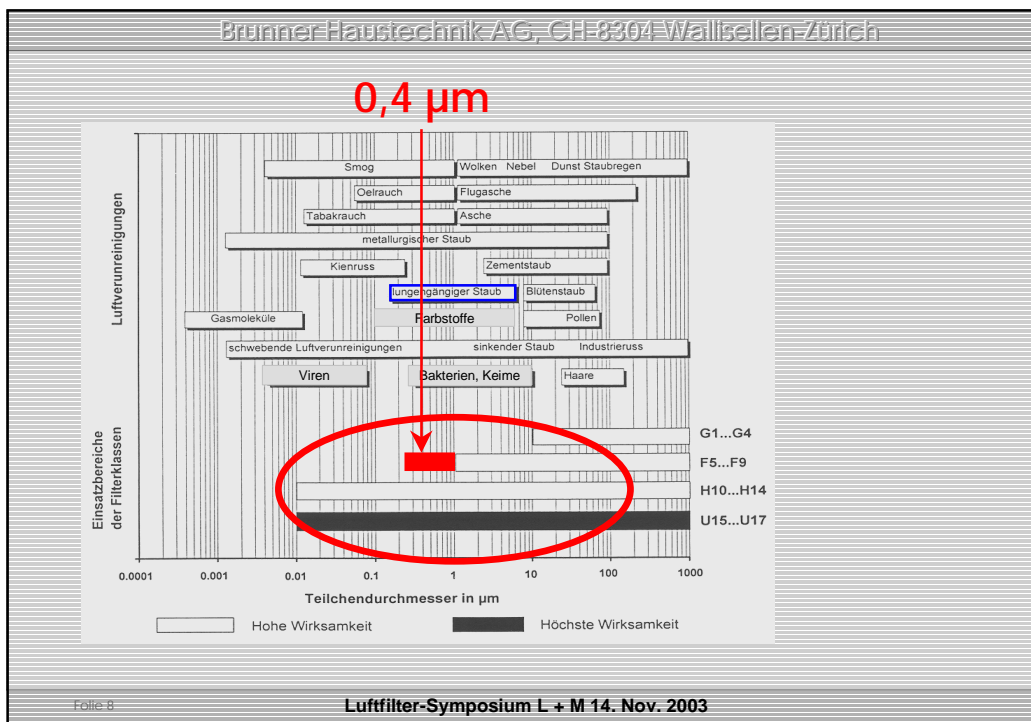 Brunner Haustechnik AG, CH-8304 Wallisellen-Zürich
0,4 µm
Luftverunreinigungen
Smog
Wolken Nebel Dunst Staubregen
Oelrauch
Flugasche
Tabakrauch
Asche
metallurgischer Staub
Kienruss
Zementstaub
lungengängiger Staub
Blütenstaub
Gasmoleküle
Farbstoffe
Pollen
schwebende Luftverunreinigungen
sinkender Staub
Industrieruss
Viren
Bakterien, Keime
Haare
Einsatzbereiche
der Filterklassen
G1...G4
F5...F9
H10...H14
U15...U17
0.0001 0.001 0.01 0.1 1 10 100 1000
Teilchendurchmesser in µm
Hohe Wirksamkeit
Höchste Wirksamkeit
Folie 8
Luftfilter-Symposium L + M 14. Nov. 2003